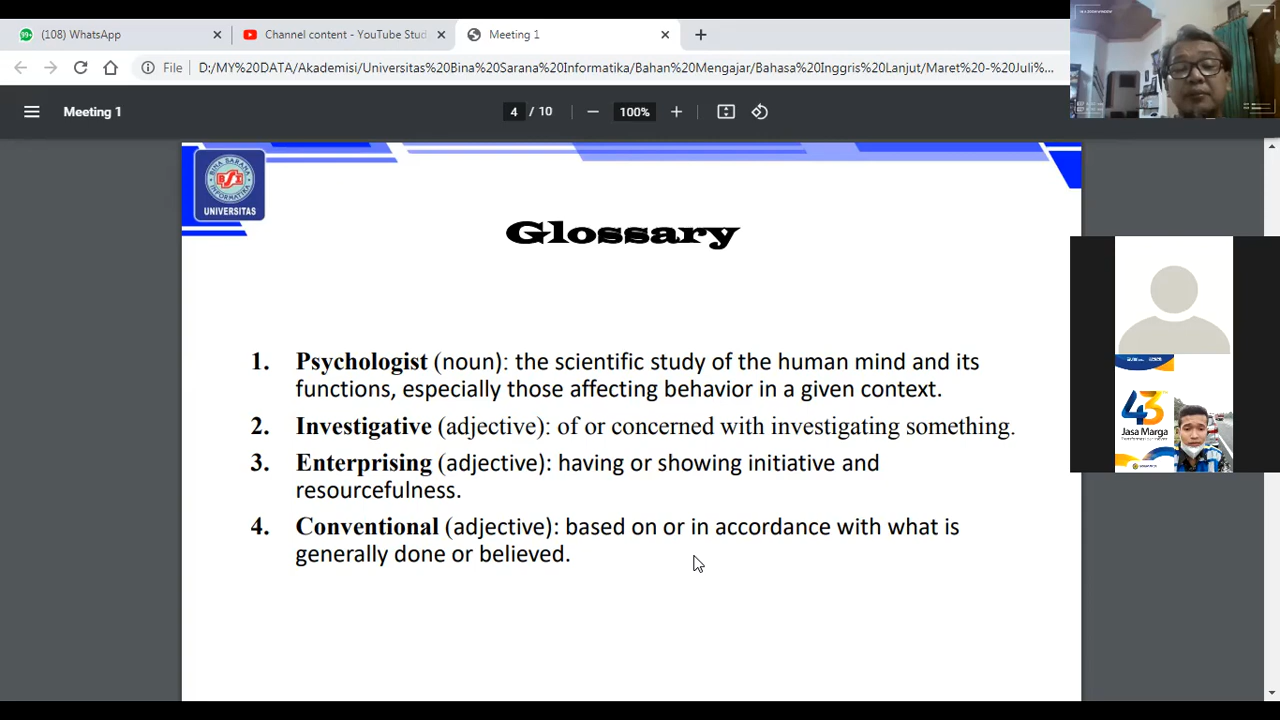 (108) WhatsApp
Channel content - YouTube Stud
Meeting 1
File D:/MY%20DATA/Akademisi/Universitas%20Bina%20Sarana%20Informatika/Bahan%20Mengajar/Bahasa%20Inggris%20Lanjut/Maret%20-%20Juli%...
Meeting 1
4 / 10
100%
BINA SARANA
BSI
INFORMATIKA
UNIVERSITAS
Glossary
1. Psychologist (noun): the scientific study of the human mind and its
functions, especially those affecting behavior in a given context.
2. Investigative (adjective): of or concerned with investigating something.
3. Enterprising (adjective): having or showing initiative and
resourcefulness.
4. Conventional (adjective): based on or in accordance with what is
generally done or believed.
43
Jasa Marga